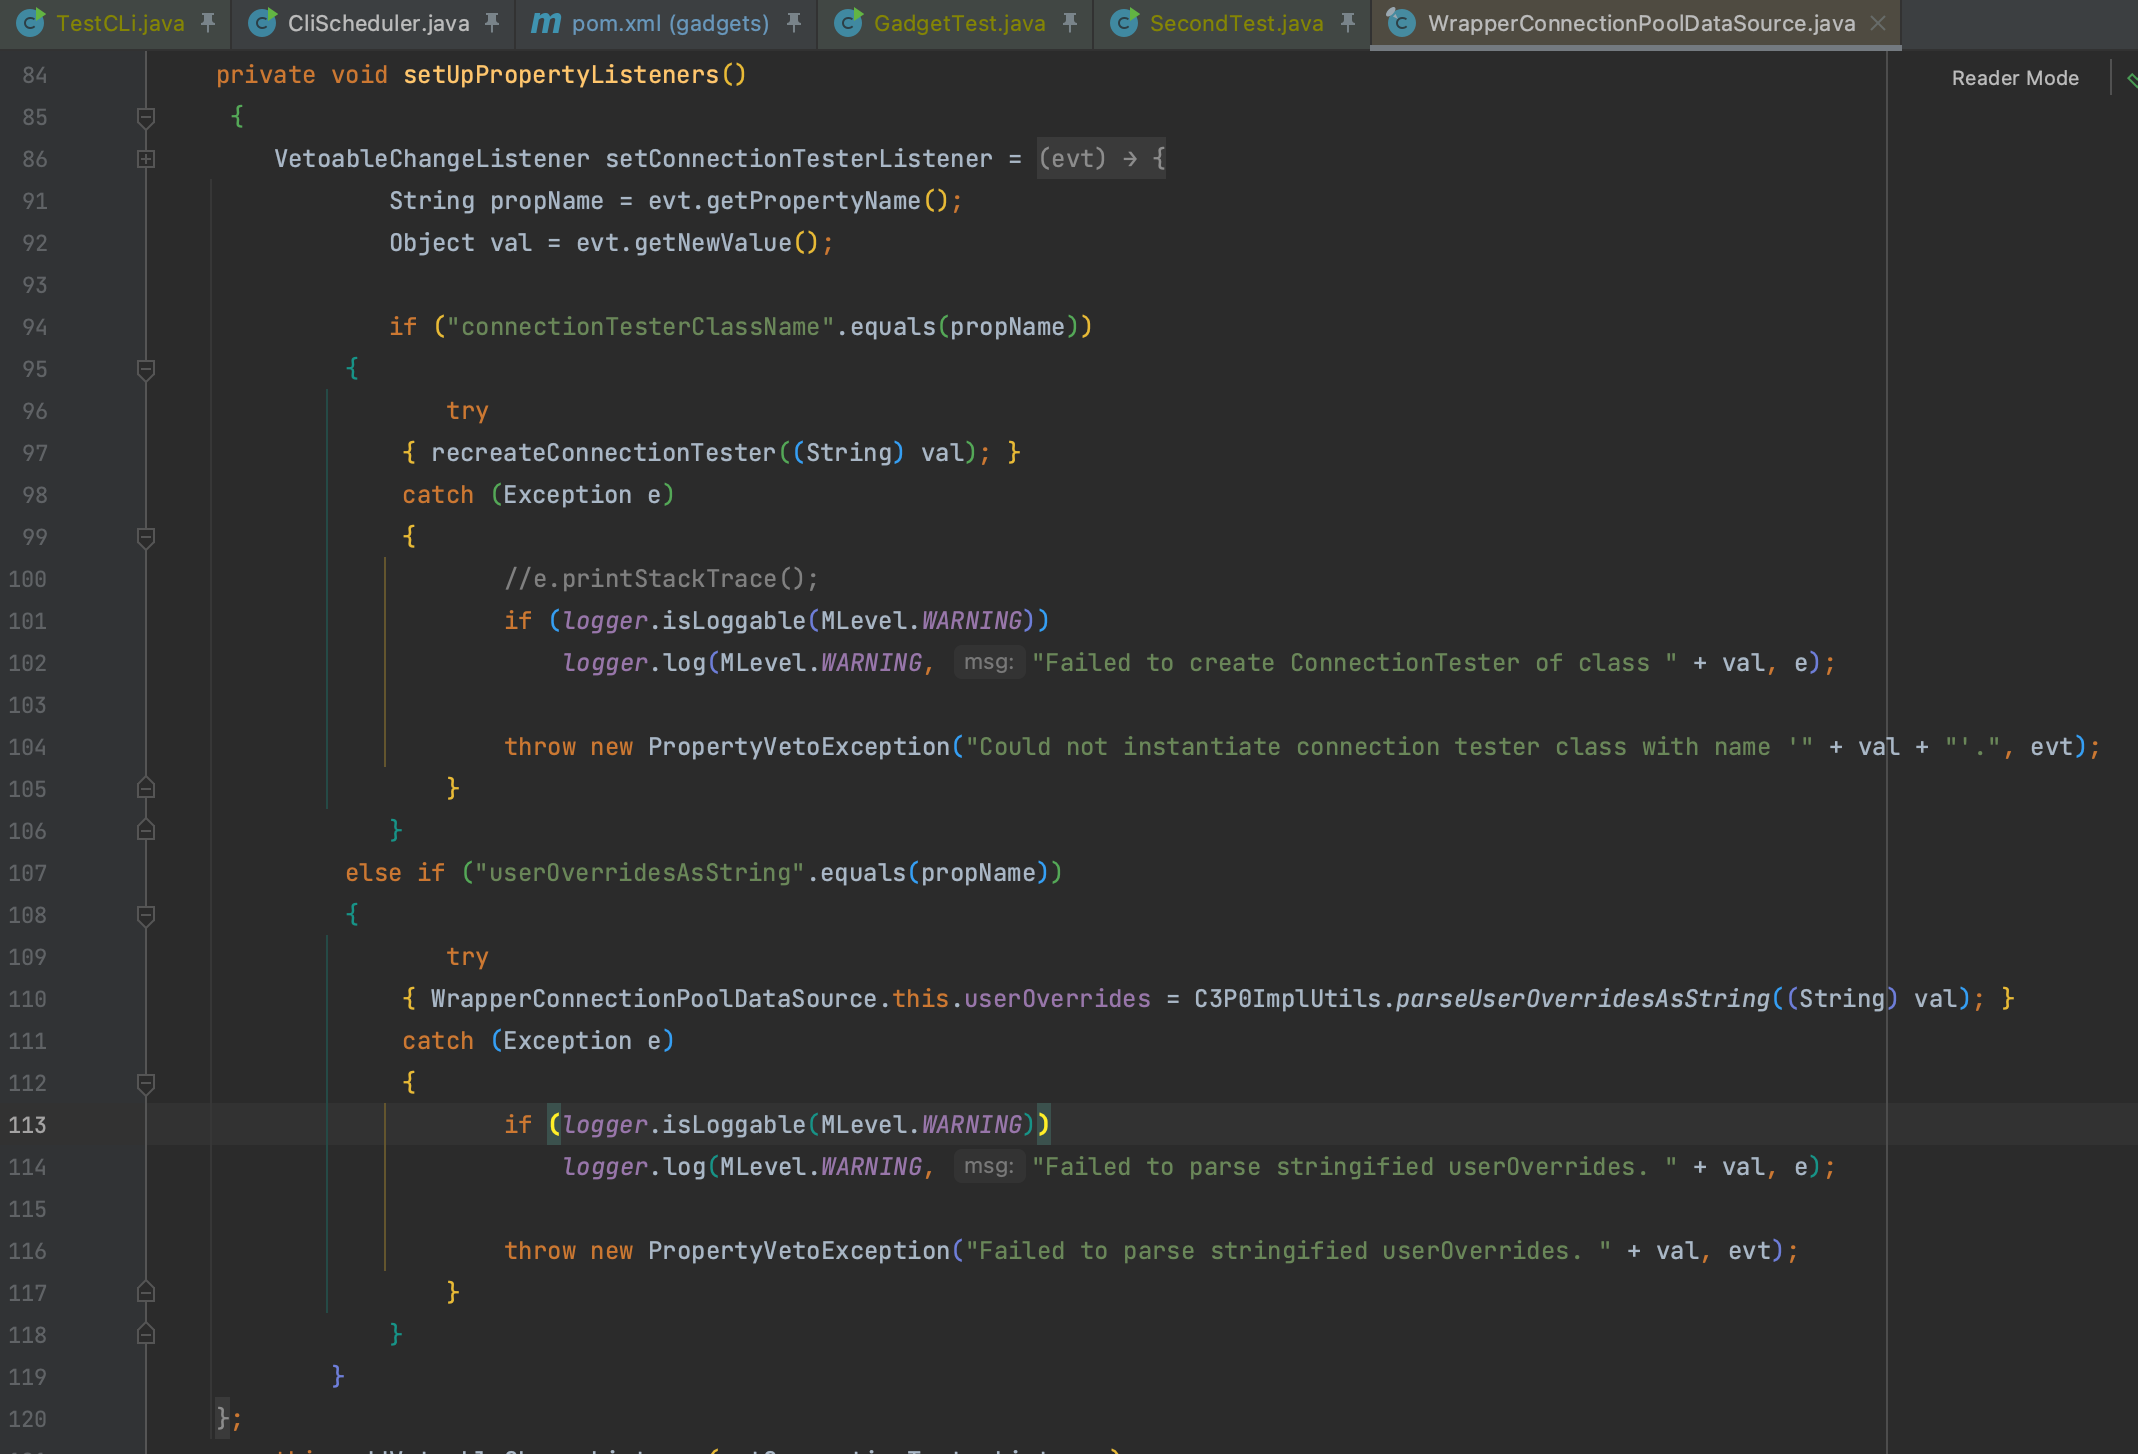 TestCLi.java CliScheduler.java pom.xml (gadgets) GadgetTest.java SecondTest.java WrapperConnectionPoolDataSource.java
Reader Mode
84 private void setUpPropertyListeners()
85 {
86 VetoableChangeListener setConnectionTesterListener = (evt) → {
91 String propName = evt.getPropertyName();
92 Object val = evt.getNewValue();
93
94 if ("connectionTesterClassName".equals(propName))
95 {
96 try
97 { recreateConnectionTester((String) val); }
98 catch (Exception e)
99 {
100 //e.printStackTrace();
101 if (logger.isLoggable(MLevel.WARNING))
102 logger.log(MLevel.WARNING, msg: "Failed to create ConnectionTester of class " + val, e);
103
104 throw new PropertyVetoException("Could not instantiate connection tester class with name '" + val + "'.", evt);
105 }
106 }
107 else if ("userOverridesAsString".equals(propName))
108 {
109 try
110 { WrapperConnectionPoolDataSource.this.userOverrides = C3P0ImplUtils.parseUserOverridesAsString((String) val); }
111 catch (Exception e)
112 {
113 if (logger.isLoggable(MLevel.WARNING))
114 logger.log(MLevel.WARNING, msg: "Failed to parse stringified userOverrides. " + val, e);
115
116 throw new PropertyVetoException("Failed to parse stringified userOverrides. " + val, evt);
117 }
118 }
119 }
120 };